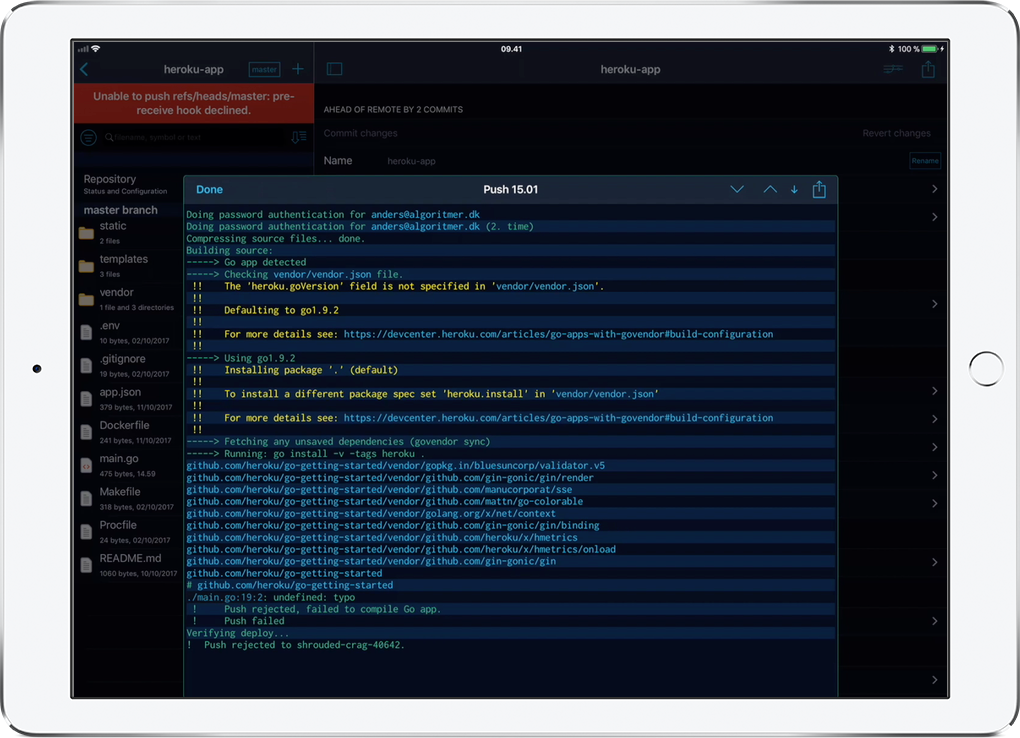 09.41
100 %
heroku-app
master
+
heroku-app
Unable to push refs/heads/master: pre-
receive hook declined.
AHEAD OF REMOTE BY 2 COMMITS
Filename, symbol or text
Commit changes
Revert changes
Name
heroku-app
Rename
Repository
Status and Configuration
master branch
static
2 files
templates
3 files
vendor
1 file and 3 directories
.env
10 bytes, 02/10/2017
.gitignore
19 bytes, 02/10/2017
app.json
379 bytes, 11/10/2017
Dockerfile
241 bytes, 11/10/2017
main.go
475 bytes, 14.59
Makefile
318 bytes, 02/10/2017
Procfile
24 bytes, 02/10/2017
README.md
1060 bytes, 10/10/2017
Done
Push 15.01
Doing password authentication for anders@algoritmer.dk
Doing password authentication for anders@algoritmer.dk (2. time)
Compressing source files... done.
Building source:
-----> Go app detected
-----> Checking vendor/vendor.json file.
!!    The 'heroku.goVersion' field is not specified in 'vendor/vendor.json'.
!!
!!    Defaulting to go1.9.2
!!
!!    For more details see: https://devcenter.heroku.com/articles/go-apps-with-govendor#build-configuration
!!
-----> Using go1.9.2
!!    Installing package '.' (default)
!!
!!    To install a different package spec set 'heroku.install' in 'vendor/vendor.json'
!!
!!    For more details see: https://devcenter.heroku.com/articles/go-apps-with-govendor#build-configuration
!!
-----> Fetching any unsaved dependencies (govendor sync)
-----> Running: go install -v -tags heroku .
github.com/heroku/go-getting-started/vendor/gopkg.in/bluesuncorp/validator.v5
github.com/heroku/go-getting-started/vendor/github.com/gin-gonic/gin/render
github.com/heroku/go-getting-started/vendor/github.com/manucorporat/sse
github.com/heroku/go-getting-started/vendor/github.com/mattn/go-colorable
github.com/heroku/go-getting-started/vendor/golang.org/x/net/context
github.com/heroku/go-getting-started/vendor/github.com/gin-gonic/gin/binding
github.com/heroku/go-getting-started/vendor/github.com/heroku/x/hmetrics
github.com/heroku/go-getting-started/vendor/github.com/heroku/x/hmetrics/onload
github.com/heroku/go-getting-started/vendor/github.com/gin-gonic/gin
github.com/heroku/go-getting-started
# github.com/heroku/go-getting-started
./main.go:19:2: undefined: typo
!     Push rejected, failed to compile Go app.
!     Push failed
Verifying deploy...
!  Push rejected to shrouded-crag-40642.